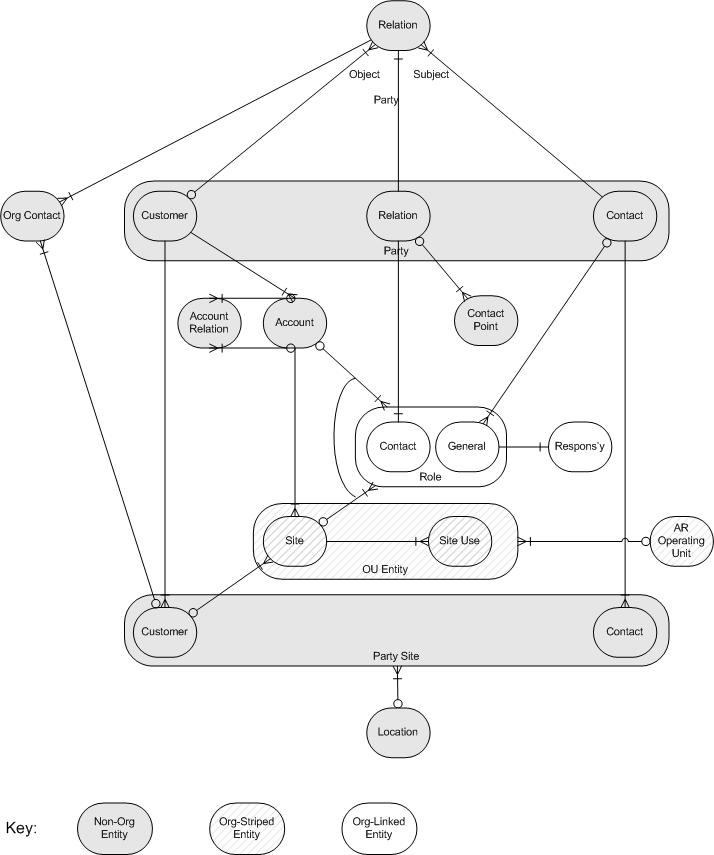 Relation
Object
Subject
Party
Org Contact
Customer
Relation
Contact
Party
Account
Relation
Account
Contact
Point
Contact
General
Respons'y
Role
Site
Site Use
AR
Operating
Unit
OU Entity
Customer
Contact
Party Site
Location
Key:
Non-Org
Entity
Org-Striped
Entity
Org-Linked
Entity